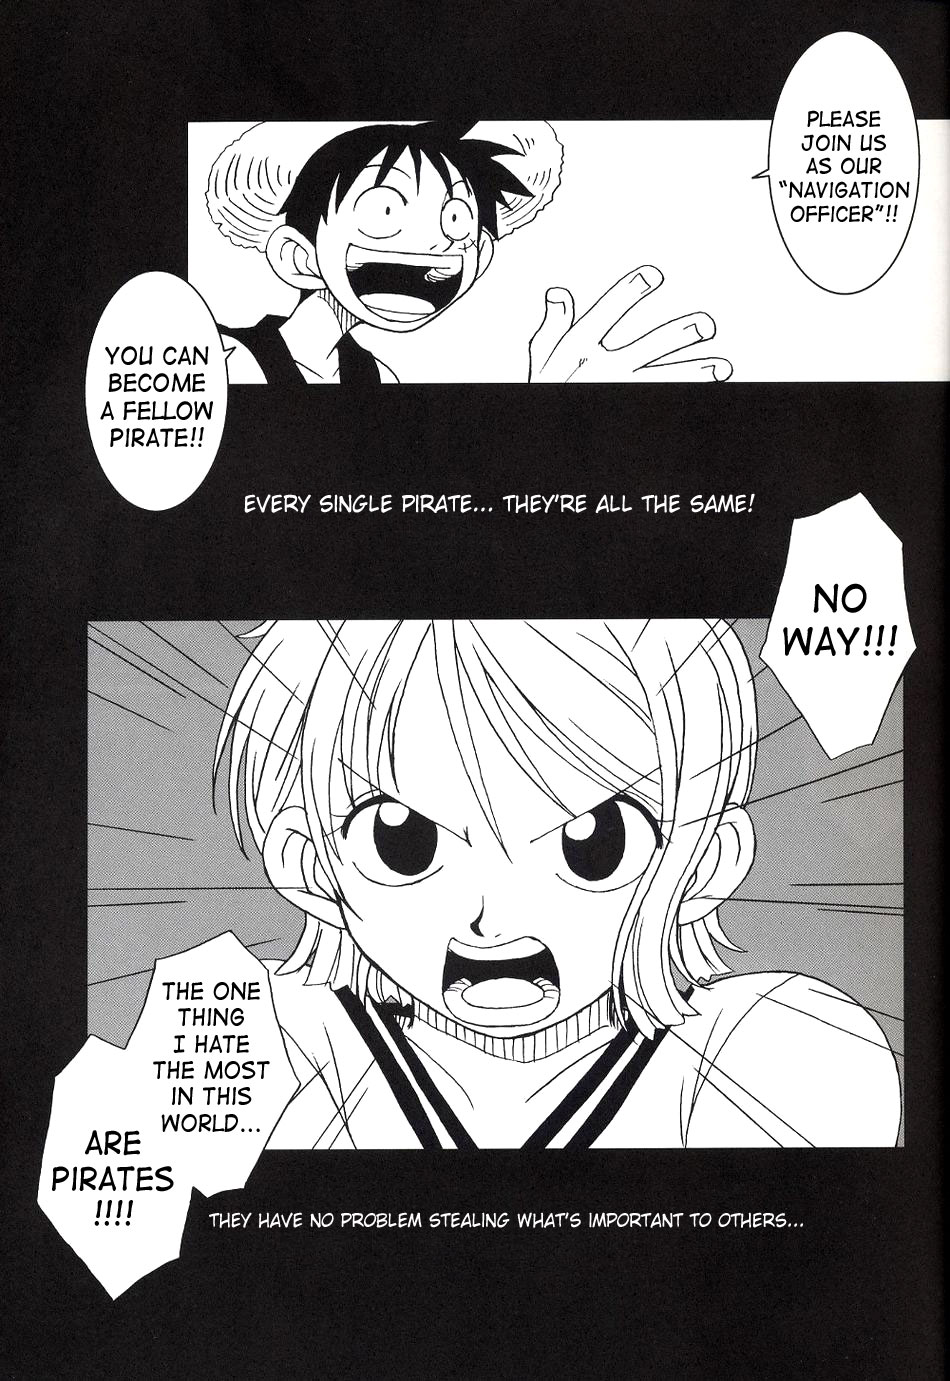 PLEASE
JOIN US
AS OUR
"NAVIGATION
OFFICER"!!
YOU CAN
BECOME
A FELLOW
PIRATE!!
EVERY SINGLE PIRATE... THEY'RE ALL THE SAME!
NO
WAY!!!
THE ONE
THING
I HATE
THE MOST
IN THIS
WORLD...
ARE
PIRATES
!!!!
THEY HAVE NO PROBLEM STEALING WHAT'S IMPORTANT TO OTHERS...